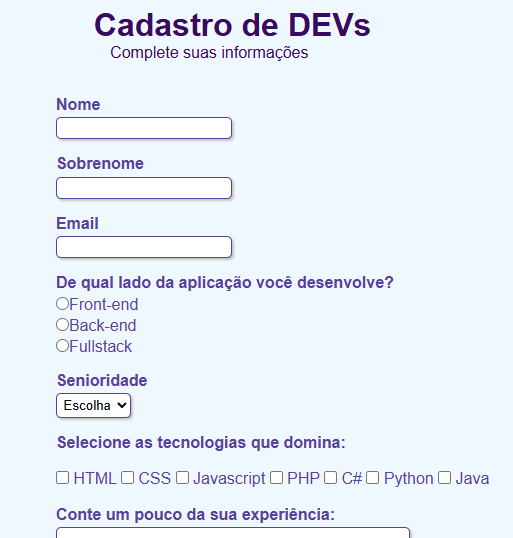 Cadastro de DEVs
Complete suas informações
Nome
Sobrenome
Email
De qual lado da aplicação você desenvolve?
Front-end
Back-end
Fullstack
Senioridade
Escolha
Selecione as tecnologias que domina:
HTML CSS Javascript PHP C# Python Java
Conte um pouco da sua experiência: